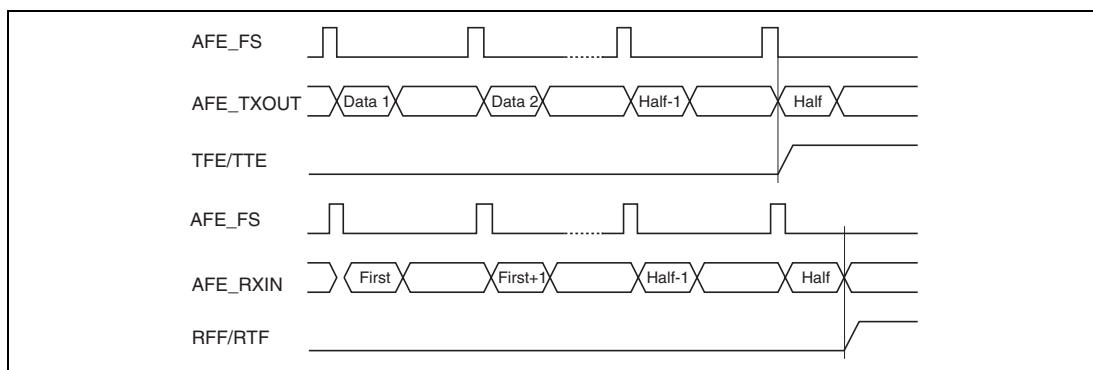 AFE_FS
AFE_TXOUT Data 1 Data 2 Half-1 Half
TFE/TTE
AFE_FS
AFE_RXIN First First+1 Half-1 Half
RFF/RTF